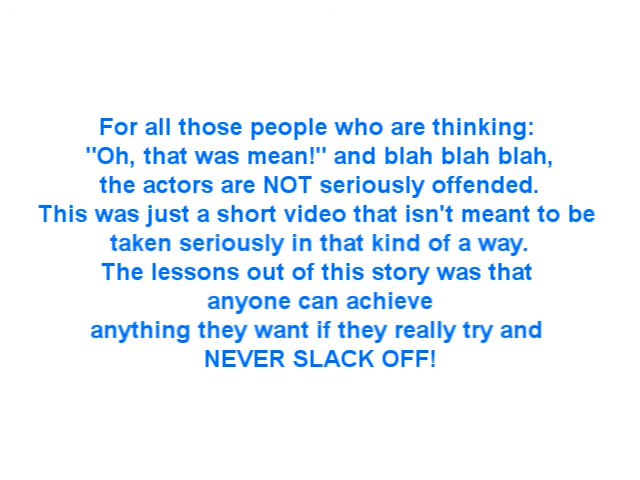 For all those people who are thinking:
"Oh, that was mean!" and blah blah blah,
the actors are NOT seriously offended.
This was just a short video that isn't meant to be
taken seriously in that kind of a way.
The lessons out of this story was that
anyone can achieve
anything they want if they really try and
NEVER SLACK OFF!